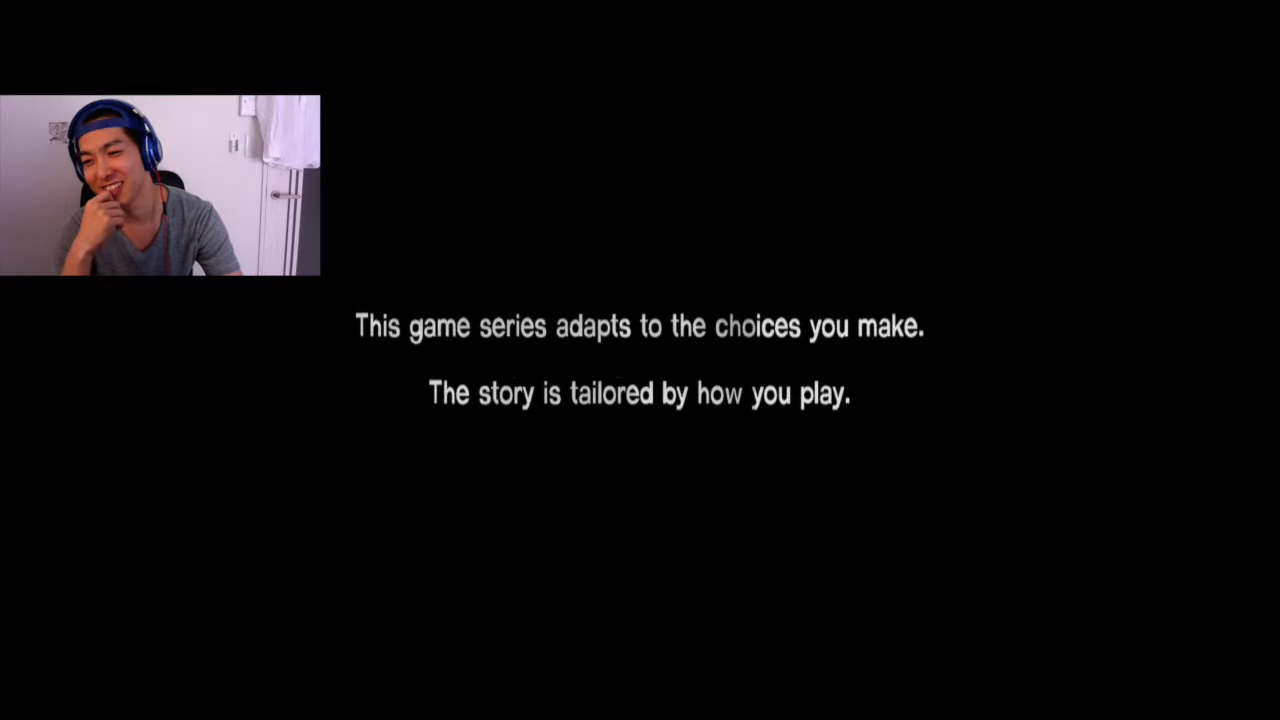 This game series adapts to the choices you make.
The story is tailored by how you play.